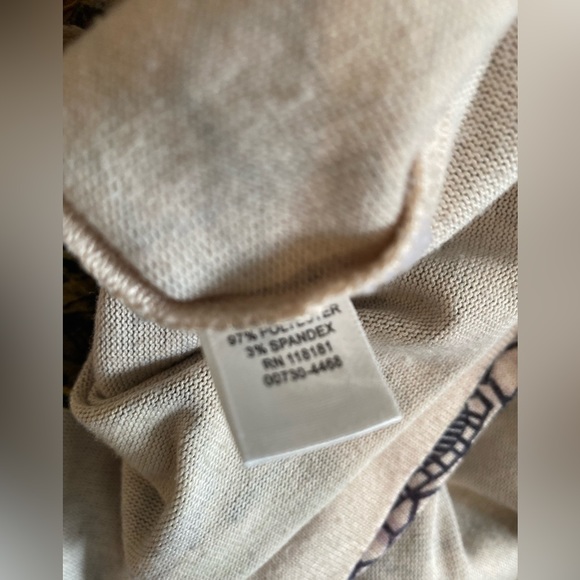 97% POLYESTER
3% SPANDEX
RN 118181
00730-4468